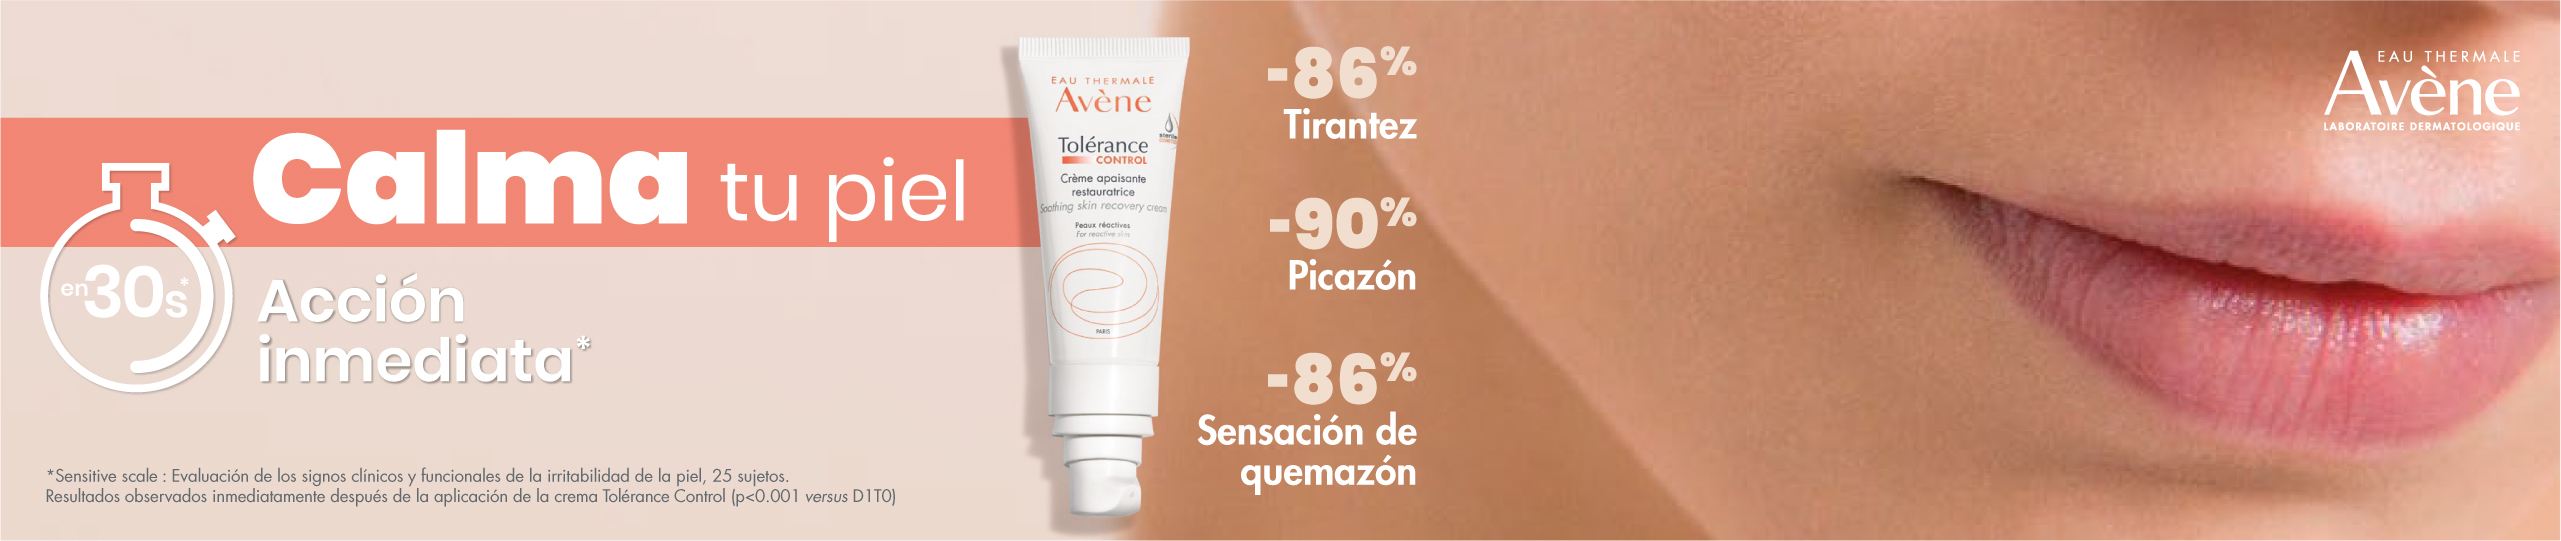 Calma tu piel
en 30s*
Acción
inmediata*
*Sensitive scale : Evaluación de los signos clínicos y funcionales de la irritabilidad de la piel, 25 sujetos.
Resultados observados inmediatamente después de la aplicación de la crema Tolérance Control (p<0.001 versus D1T0)
EAU THERMALE
Avène
Tolérance
CONTROL
sterile
Crème apaisante
restauratrice
Soothing skin recovery cream
Peaux réactives
For reactive skin
PARIS
-86%
Tirantez
-90%
Picazón
-86%
Sensación de
quemazón
EAU THERMALE
Avène
LABORATOIRE DERMATOLOGIQUE